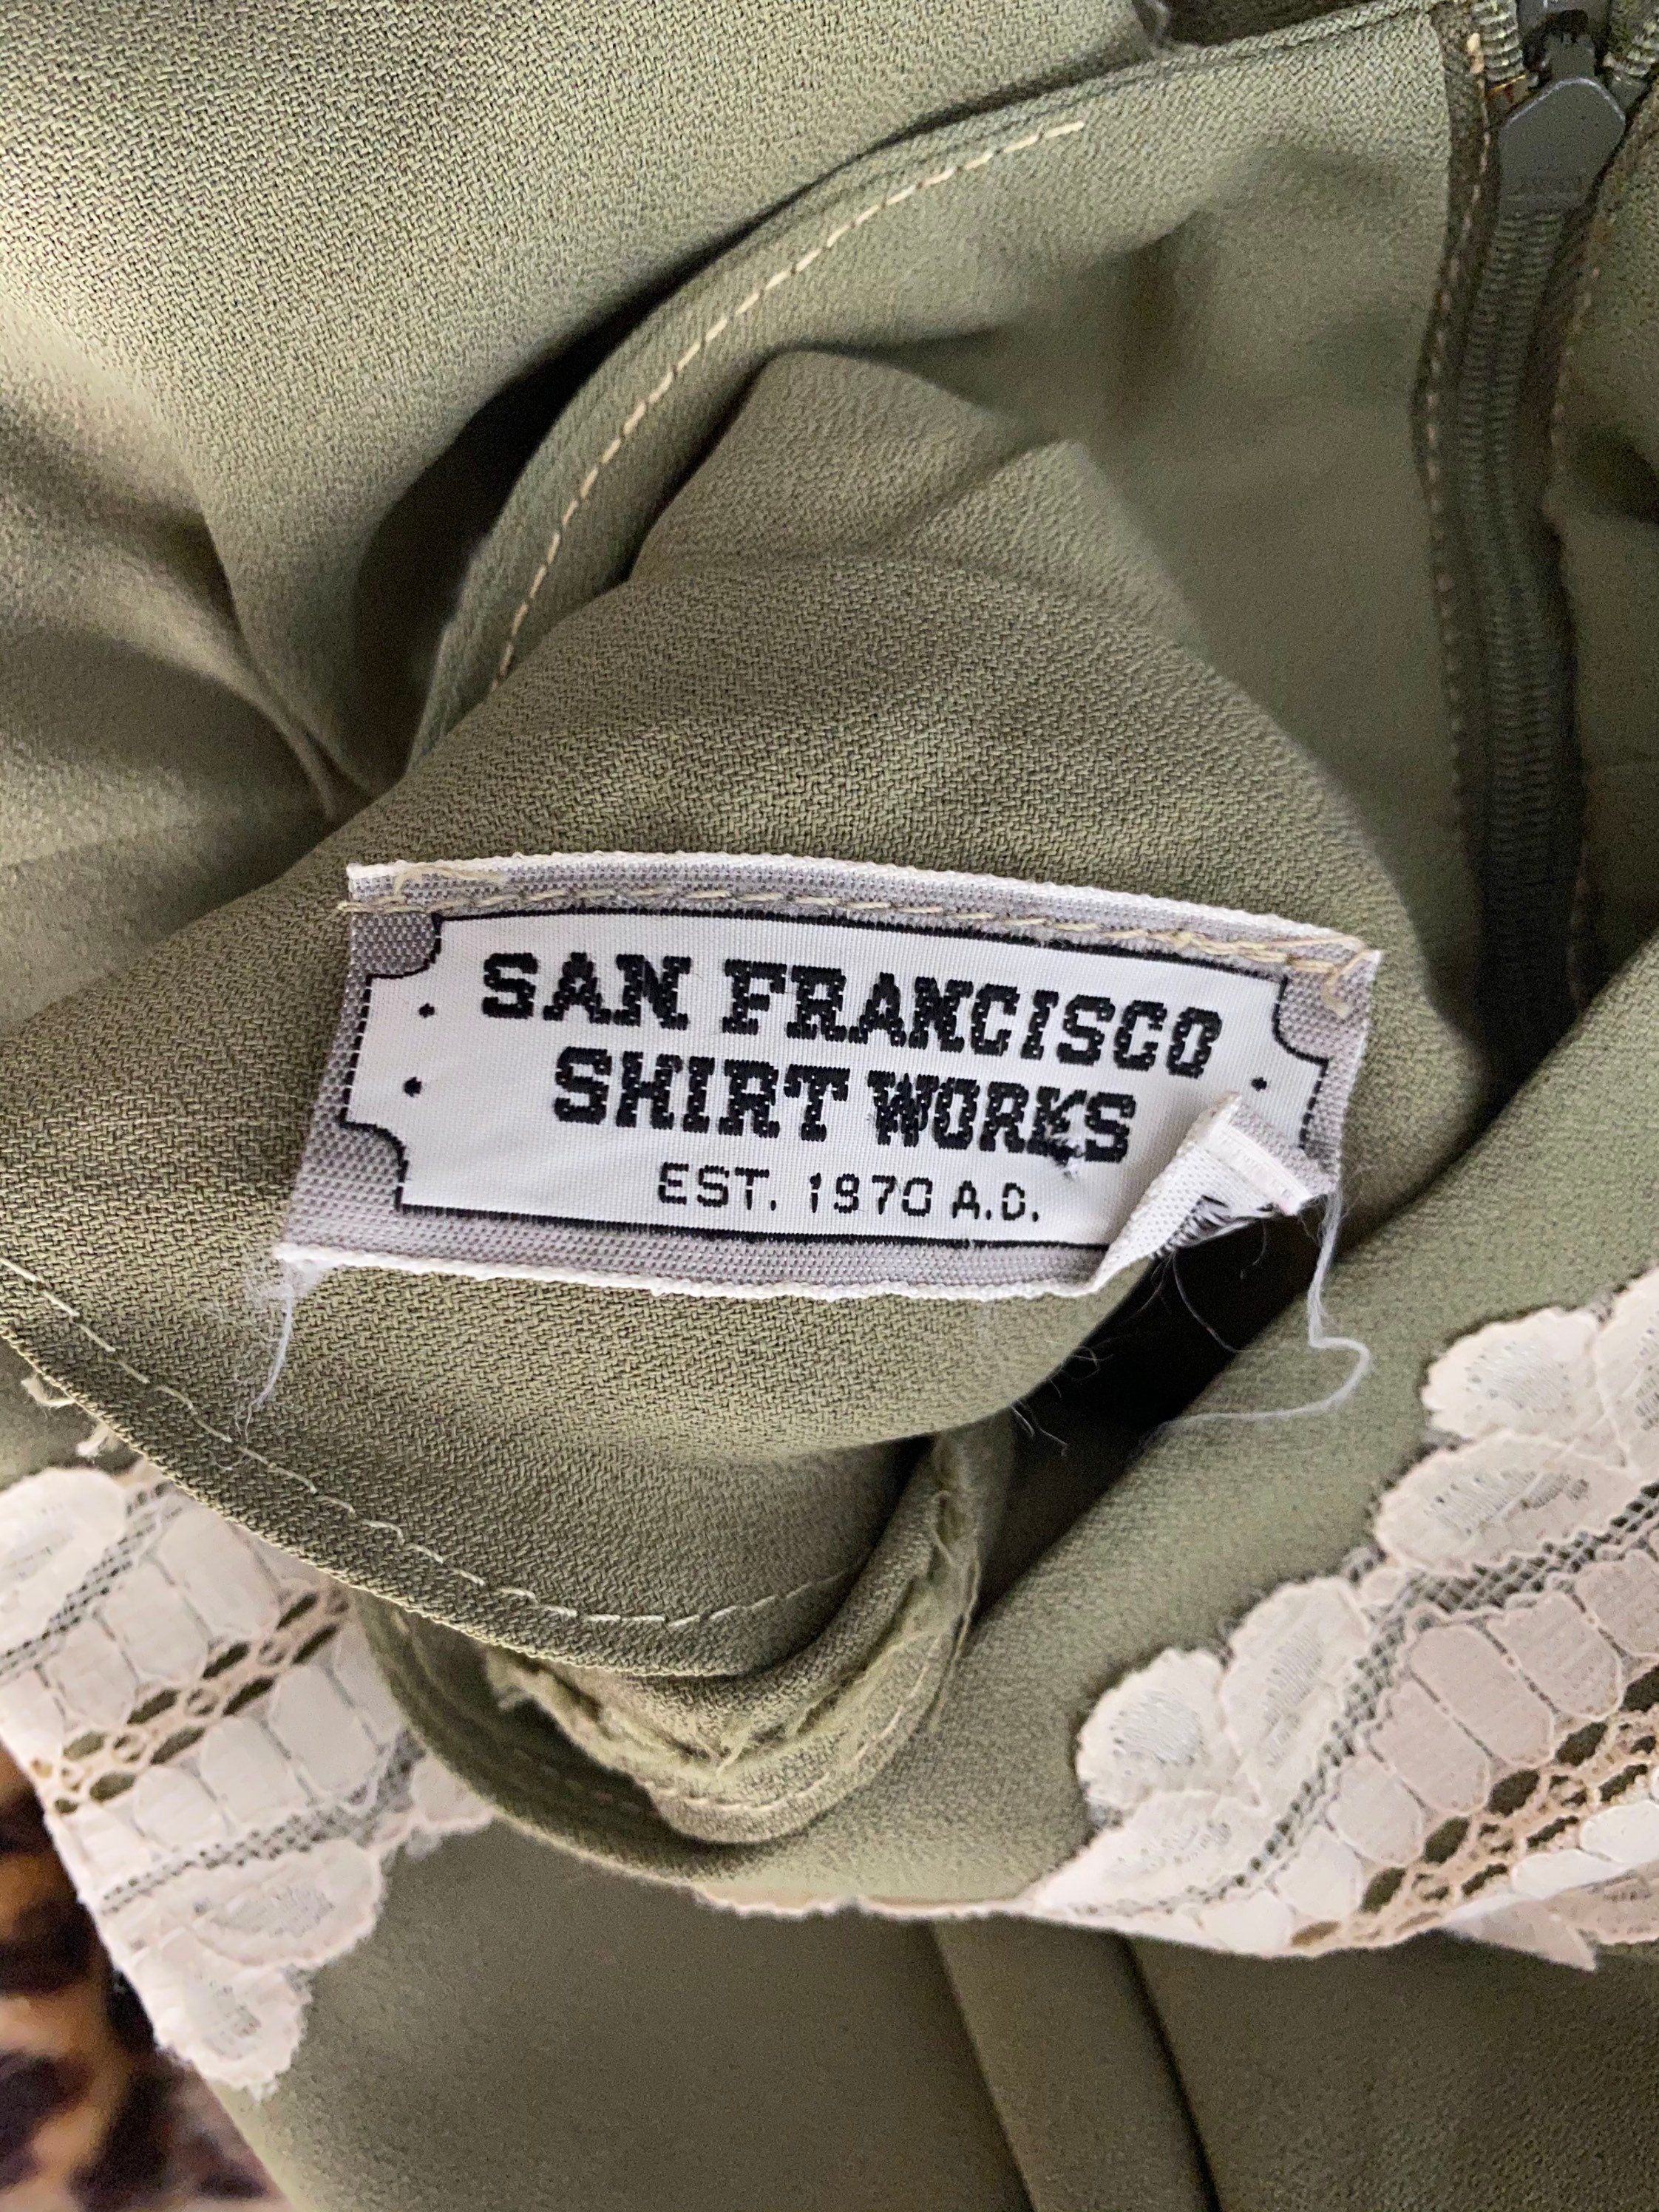 SAN FRANCISCO
SHIRT WORKS
EST. 1970 A.D.